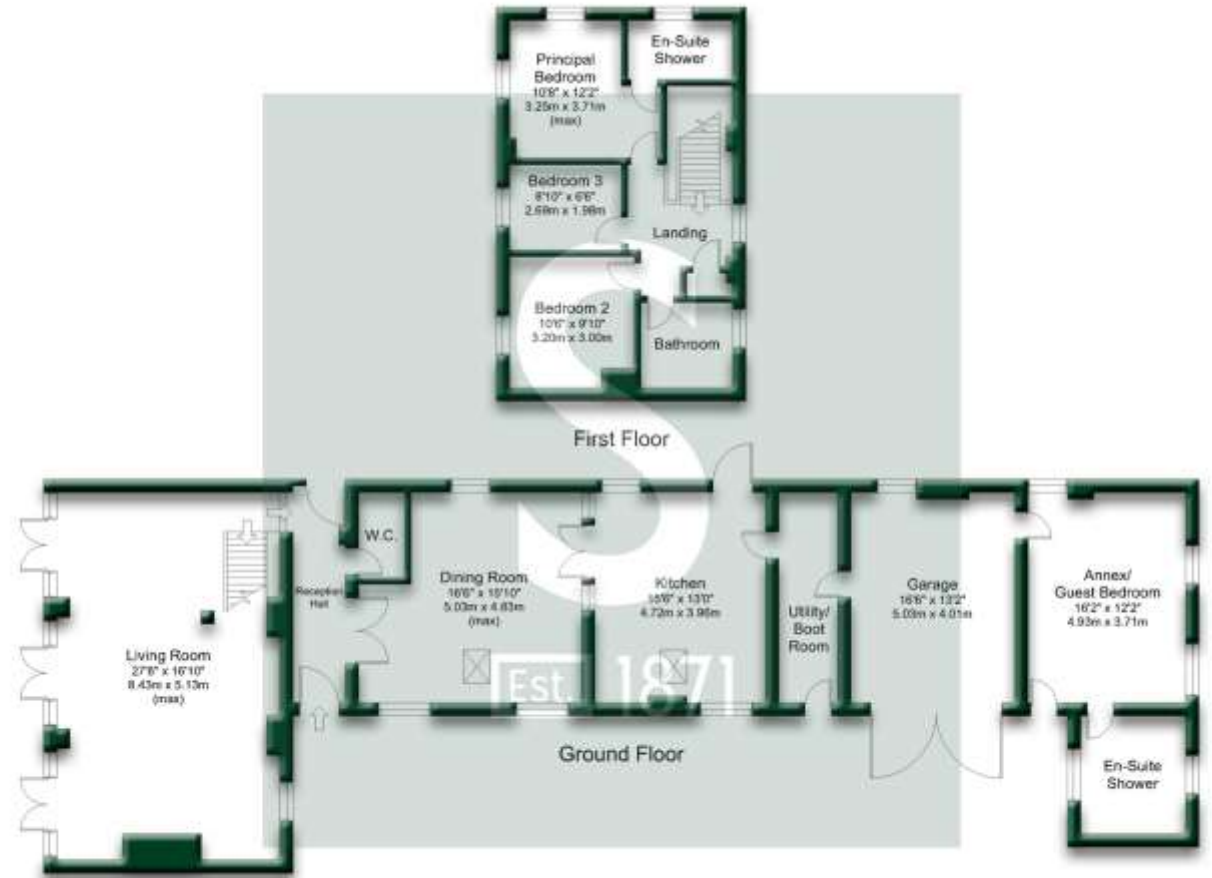 En-Suite
Shower
Principal
Bedroom
10'8" x 12'2"
3.25m x 3.71m
(max)
Bedroom 3
8'10" x 6'6"
2.69m x 1.98m
Landing
Bedroom 2
10'6" x 9'10"
3.20m x 3.00m
Bathroom
First Floor
W.C.
Reception
Hall
Dining Room
16'6" x 15'10"
5.03m x 4.83m
(max)
Kitchen
15'6" x 13'0"
4.72m x 3.96m
Utility/
Boot
Room
Garage
16'6" x 13'2"
5.03m x 4.01m
Annex/
Guest Bedroom
16'2" x 12'2"
4.93m x 3.71m
Living Room
27'8" x 16'10"
8.43m x 5.13m
(max)
S
Est. 1871
Ground Floor
En-Suite
Shower